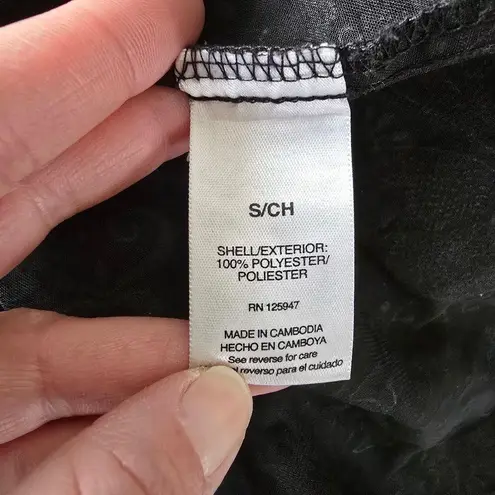 S/CH
SHELL/EXTERIOR:
100% POLYESTER/
POLIESTER
RN 125947
MADE IN CAMBODIA
HECHO EN CAMBOYA
See reverse for care
reverso para el cuidado